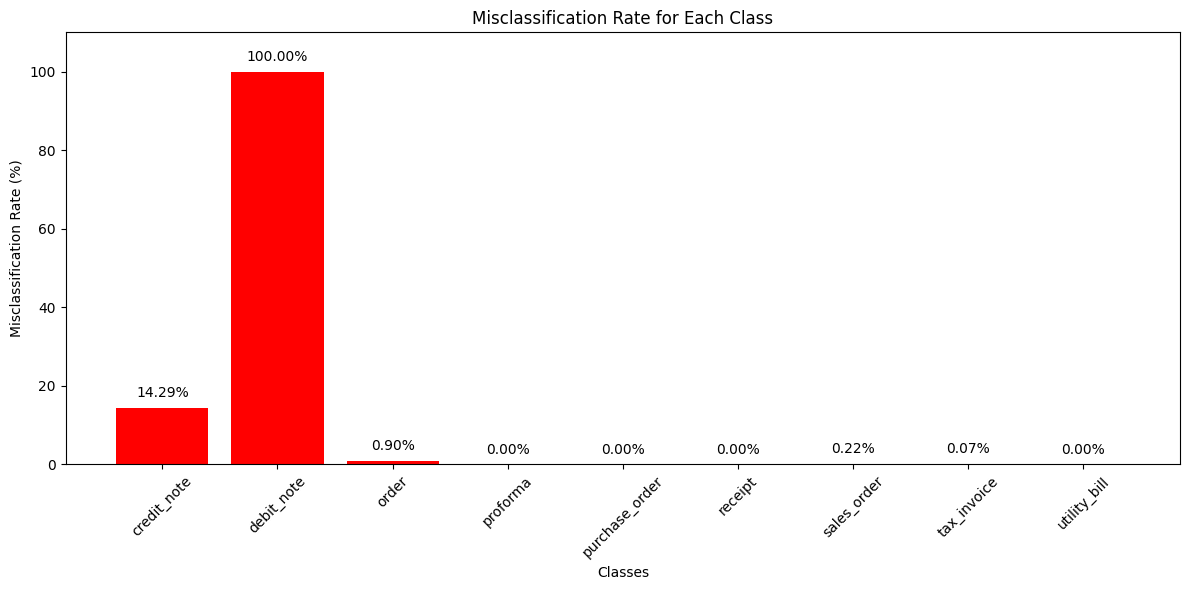 Misclassification Rate for Each Class
Misclassification Rate (%)
100
80
60
40
20
0
14.29%
100.00%
0.90%
0.00%
0.00%
0.00%
0.22%
0.07%
0.00%
credit_note
debit_note
order
proforma
purchase_order
receipt
sales_order
tax_invoice
utility_bill
Classes